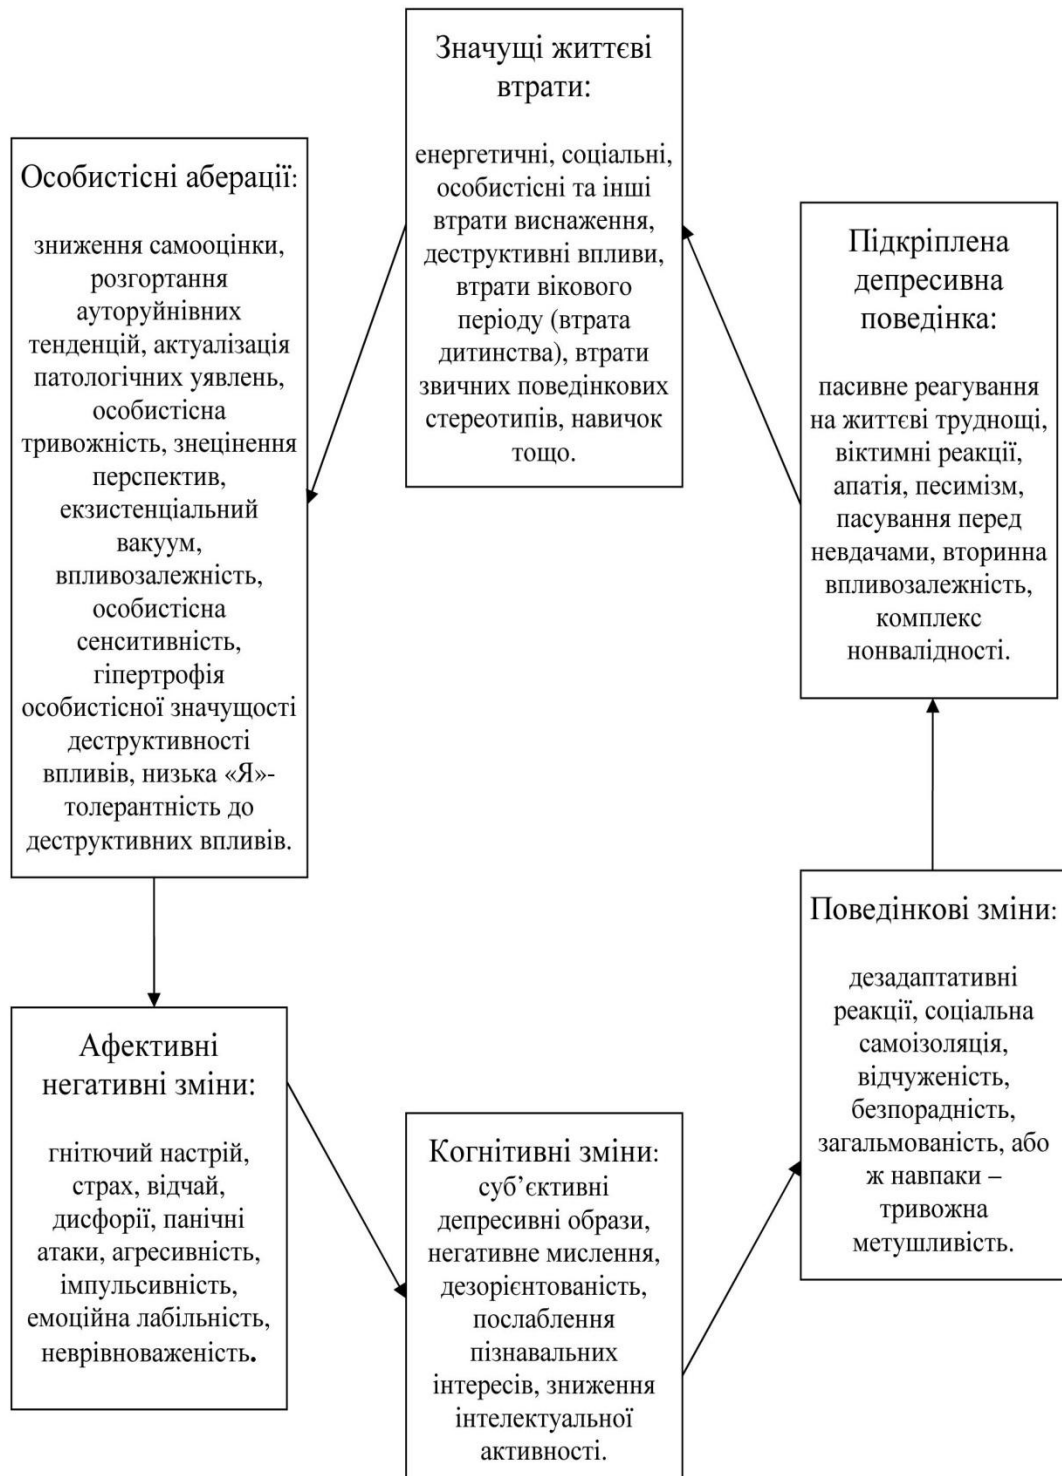 Значущі життєві
втрати:
енергетичні, соціальні,
особистісні та інші
втрати виснаження,
деструктивні впливи,
втрати вікового
періоду (втрата
дитинства), втрати
звичних поведінкових
стереотипів, навичок
тощо.
Особистісні аберації:
зниження самооцінки,
розгортання
ауторуйнівних
тенденцій, актуалізація
патологічних уявлень,
особистісна
тривожність, знецінення
перспектив,
екзистенціальний
вакуум,
впливозалежність,
особистісна
сенситивність,
гіпертрофія
особистісної значущості
деструктивності
впливів, низька «Я»-
толерантність до
деструктивних впливів.
Афективні
негативні зміни:
гнітючий настрій,
страх, відчай,
дисфорії, панічні
атаки, агресивність,
імпульсивність,
емоційна лабільність,
неврівноваженість.
Когнітивні зміни:
суб’єктивні
депресивні образи,
негативне мислення,
дезорієнтованість,
послаблення
пізнавальних
інтересів, зниження
інтелектуальної
активності.
Поведінкові зміни:
дезадаптативні
реакції, соціальна
самоізоляція,
відчуженість,
безпорадність,
загальмованість, або
ж навпаки –
тривожна
метушливість.
Підкріплена
депресивна
поведінка:
пасивне реагування
на життєві труднощі,
віктимні реакції,
апатія, песимізм,
пасування перед
невдачами, вторинна
впливозалежність,
комплекс
нонвалідності.